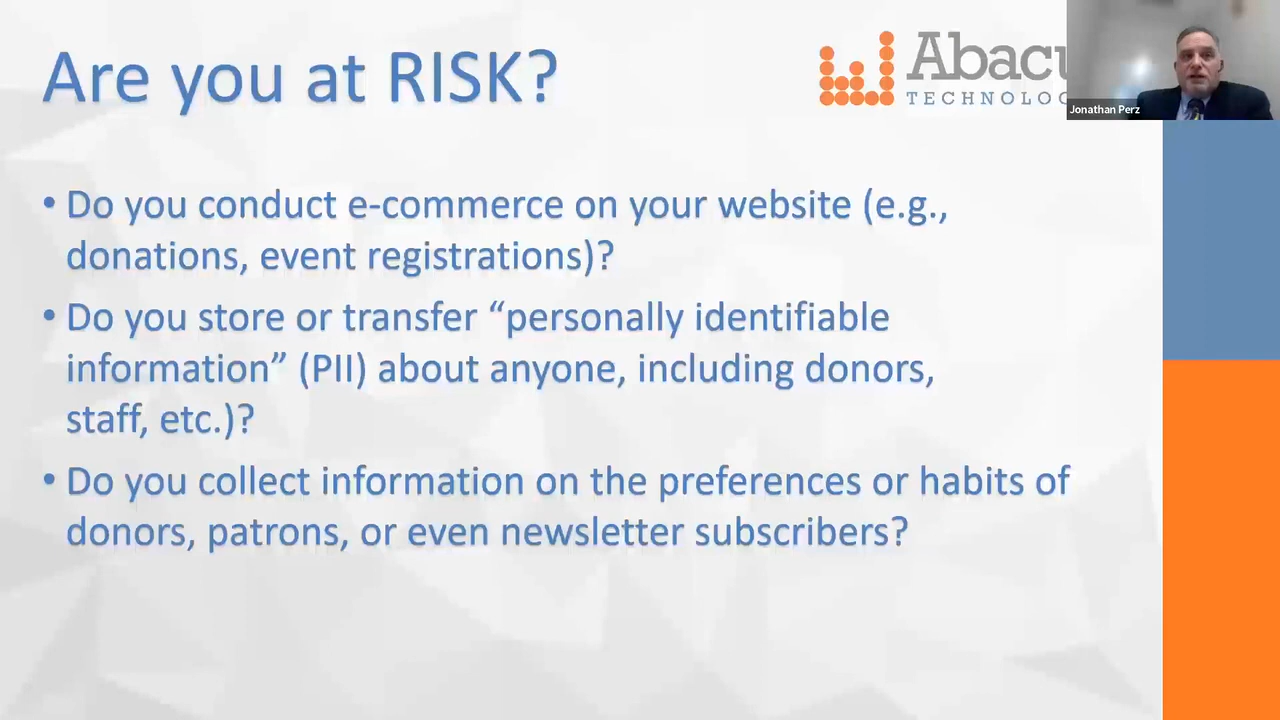 Are you at RISK?
Abacu
TECHNOLOG
Jonathan Perz
• Do you conduct e-commerce on your website (e.g.,
donations, event registrations)?
• Do you store or transfer “personally identifiable
information” (PII) about anyone, including donors,
staff, etc.)?
• Do you collect information on the preferences or habits of
donors, patrons, or even newsletter subscribers?